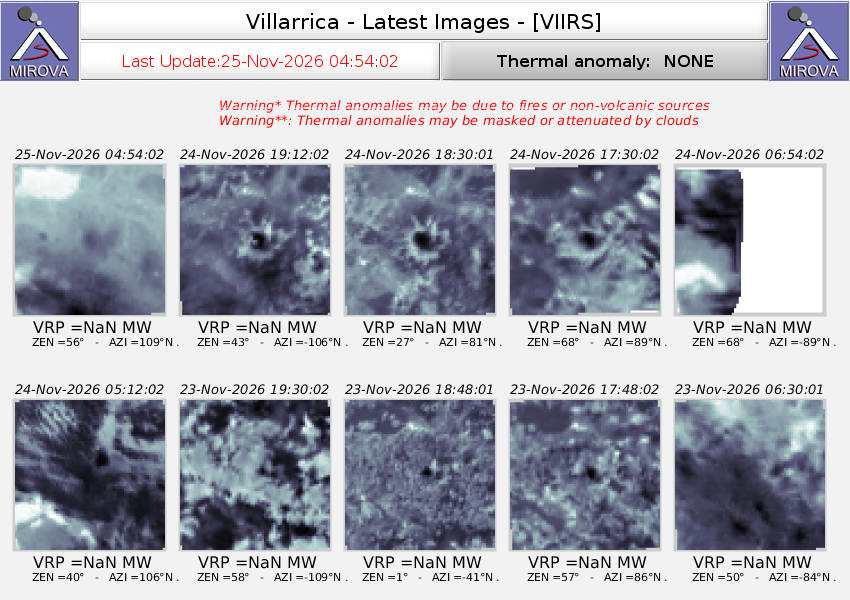 Villarrica - Latest Images - [VIIRS]
MIROVA
Last Update:25-Nov-2026 04:54:02
Thermal anomaly: NONE
MIROVA
Warning* Thermal anomalies may be due to fires or non-volcanic sources
Warning**: Thermal anomalies may be masked or attenuated by clouds
25-Nov-2026 04:54:02
24-Nov-2026 19:12:02
24-Nov-2026 18:30:01
24-Nov-2026 17:30:02
24-Nov-2026 06:54:02
VRP =NaN MW
VRP =NaN MW
VRP =NaN MW
VRP =NaN MW
VRP =NaN MW
ZEN =56° - AZI =109°N .
ZEN =43° - AZI =-106°N .
ZEN =27° - AZI =81°N .
ZEN =68° - AZI =89°N .
ZEN =68° - AZI =-89°N .
24-Nov-2026 05:12:02
23-Nov-2026 19:30:02
23-Nov-2026 18:48:01
23-Nov-2026 17:48:02
23-Nov-2026 06:30:01
VRP =NaN MW
VRP =NaN MW
VRP =NaN MW
VRP =NaN MW
VRP =NaN MW
ZEN =40° - AZI =106°N .
ZEN =58° - AZI =-109°N .
ZEN =1° - AZI =-41°N .
ZEN =57° - AZI =86°N .
ZEN =50° - AZI =-84°N .